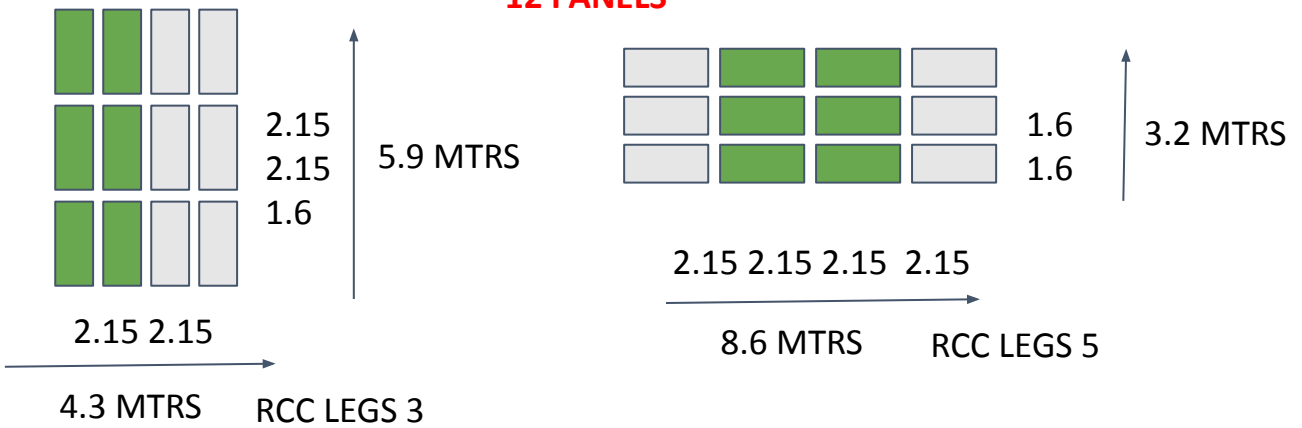 12 PANELS
2.15
2.15
1.6
5.9 MTRS
2.15 2.15
4.3 MTRS
RCC LEGS 3
1.6
1.6
3.2 MTRS
2.15 2.15 2.15 2.15
8.6 MTRS
RCC LEGS 5